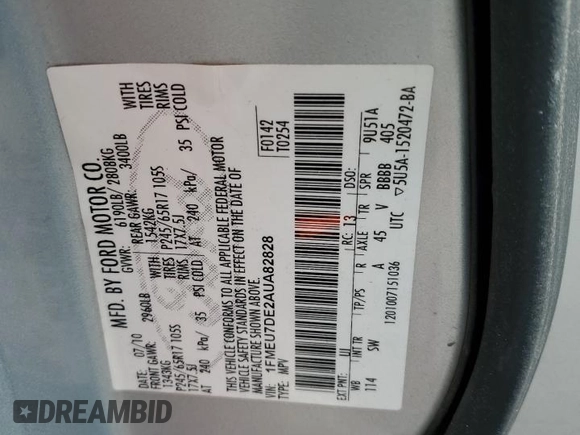 MFD. BY FORD MOTOR CO.
DATE: 07/10 GVWR: 6190LB/ 2808KG
FRONT GAWR: 2960LB REAR GAWR: 3400LB WITH
1343KG 1542KG TIRES
P245/65R17 105S P245/65R17 105S RIMS
17X7.5J 17X7.5J
AT 240 kPa/ 35 PSI COLD AT 240 kPa/ 35 PSI COLD
WITH
TIRES
RIMS
THIS VEHICLE CONFORMS TO ALL APPLICABLE FEDERAL MOTOR
VEHICLE SAFETY STANDARDS IN EFFECT ON THE DATE OF
MANUFACTURE SHOWN ABOVE.
VIN: 1FMEU7DE2AUA82828 F0142
TYPE: MPV T0254
EXT PNT: UI RC: 13 DSO:
WB INT TR TP/PS R AXLE TR SPR 9U51A
114 SW A 45 V BBBB 405
1201007151036 UTC ▽5U5A-1520472-BA
DREAMBID